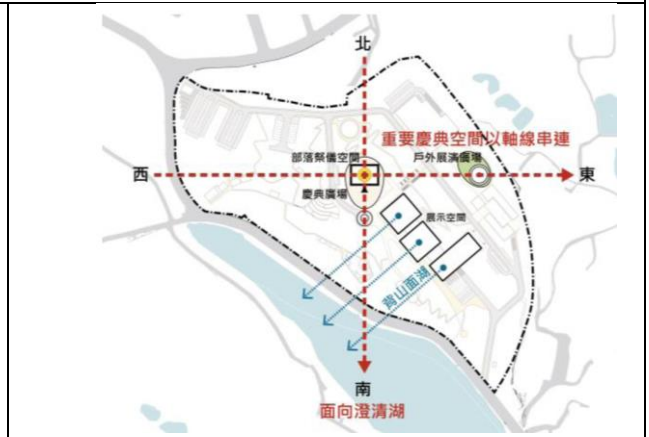 北
重要慶典空間以軸線串連
部落祭儀空間
戶外展演廣場
西
東
慶典廣場
展示空間
背山面湖
南
面向澄清湖